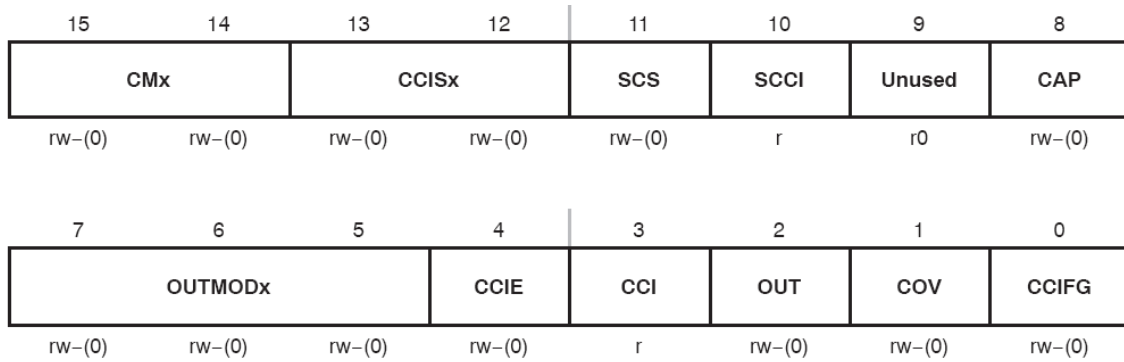 15 14 13 12 11 10 9 8
CMx CCISx SCS SCCI Unused CAP
rw−(0) rw−(0) rw−(0) rw−(0) rw−(0) r r0 rw−(0)
7 6 5 4 3 2 1 0
OUTMODx CCIE CCI OUT COV CCIFG
rw−(0) rw−(0) rw−(0) rw−(0) r rw−(0) rw−(0) rw−(0)